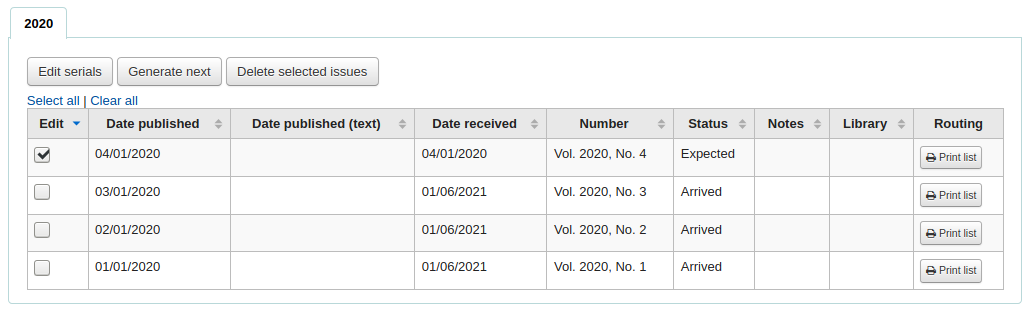 2020
Edit serials Generate next Delete selected issues
Select all | Clear all
Edit Date published Date published (text) Date received Number Status Notes Library Routing
04/01/2020 04/01/2020 Vol. 2020, No. 4 Expected Print list
03/01/2020 01/06/2021 Vol. 2020, No. 3 Arrived Print list
02/01/2020 01/06/2021 Vol. 2020, No. 2 Arrived Print list
01/01/2020 01/06/2021 Vol. 2020, No. 1 Arrived Print list